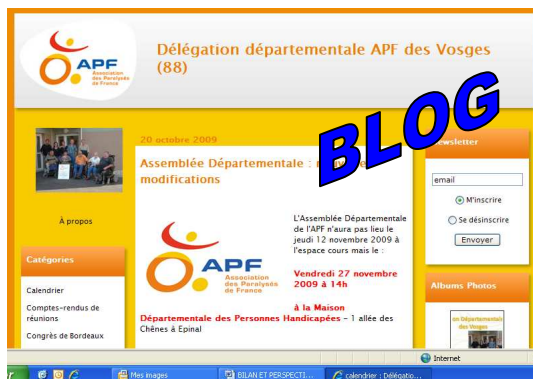 APF
Association
des Paralysés
de France
Délégation départementale APF des Vosges
(88)
BLOG
20 octobre 2009
Assemblée Départementale :
modifications
L'Assemblée Départementale
de l'APF n'aura pas lieu le
jeudi 12 novembre 2009 à
l'espace cours mais le :
APF
Association
des Paralysés
de France
Vendredi 27 novembre
2009 à 14h
à la Maison
Départementale des Personnes Handicapées - 1 allée des
Chênes à Epinal
À propos
Catégories
Calendrier
Comptes-rendus de
réunions
Congrès de Bordeaux
Newsletter
email
M'inscrire
Se désinscrire
Envoyer
Albums Photos
on Départementale
des Vosges
Internet
Mes images
BILAN ET PERSPECTI...
calendrier : Délégatio...